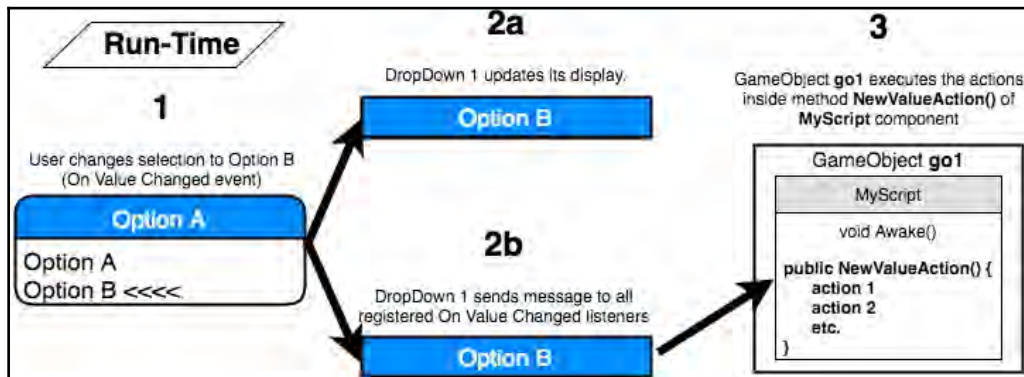 Run-Time
1
User changes selection to Option B
(On Value Changed event)
Option A
Option A
Option B <<<<
2a
DropDown 1 updates its display.
Option B
2b
DropDown 1 sends message to all
registered On Value Changed listeners
Option B
3
GameObject go1 executes the actions
inside method NewValueAction() of
MyScript component
GameObject go1
MyScript
void Awake()
public NewValueAction() {
action 1
action 2
etc.
}